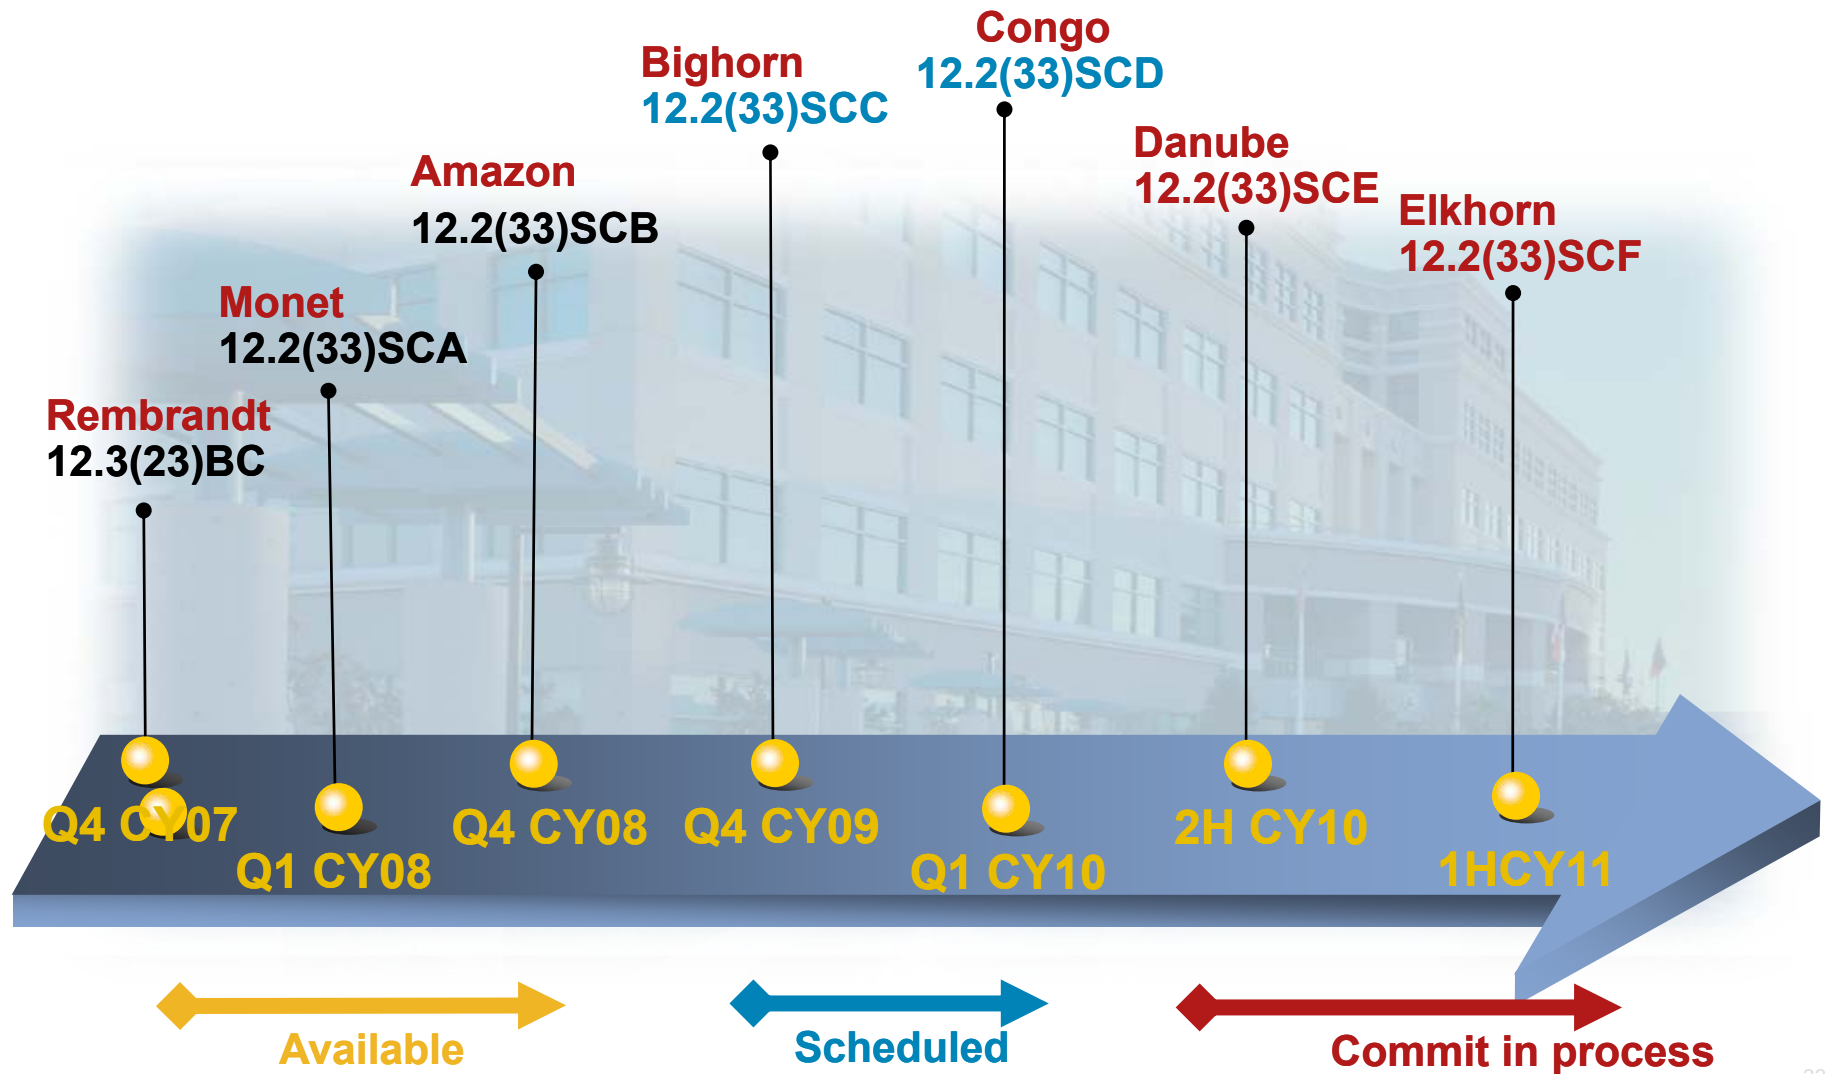 Congo
12.2(33)SCD
Bighorn
12.2(33)SCC
Danube
12.2(33)SCE
Amazon
12.2(33)SCB
Elkhorn
12.2(33)SCF
Monet
12.2(33)SCA
Rembrandt
12.3(23)BC
Q4 CY07
Q1 CY08
Q4 CY08
Q4 CY09
Q1 CY10
2H CY10
1HCY11
Available
Scheduled
Commit in process